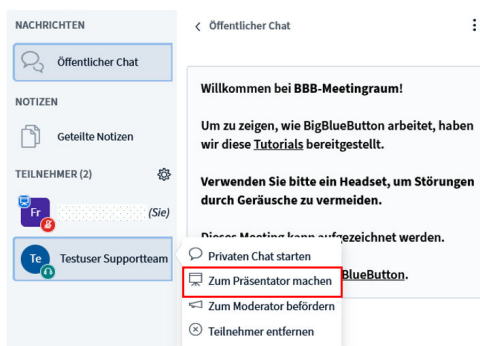 NACHRICHTEN
Öffentlicher Chat
NOTIZEN
Geteilte Notizen
TEILNEHMER (2)
Fr
(Sie)
Te
Testuser Supportteam
Öffentlicher Chat
Willkommen bei BBB-Meetingraum!
Um zu zeigen, wie BigBlueButton arbeitet, haben
wir diese Tutorials bereitgestellt.
Verwenden Sie bitte ein Headset, um Störungen
durch Geräusche zu vermeiden.
Dieses Meeting kann aufgezeichnet werden.
BlueButton.
Privaten Chat starten
Zum Präsentator machen
Zum Moderator befördern
Teilnehmer entfernen